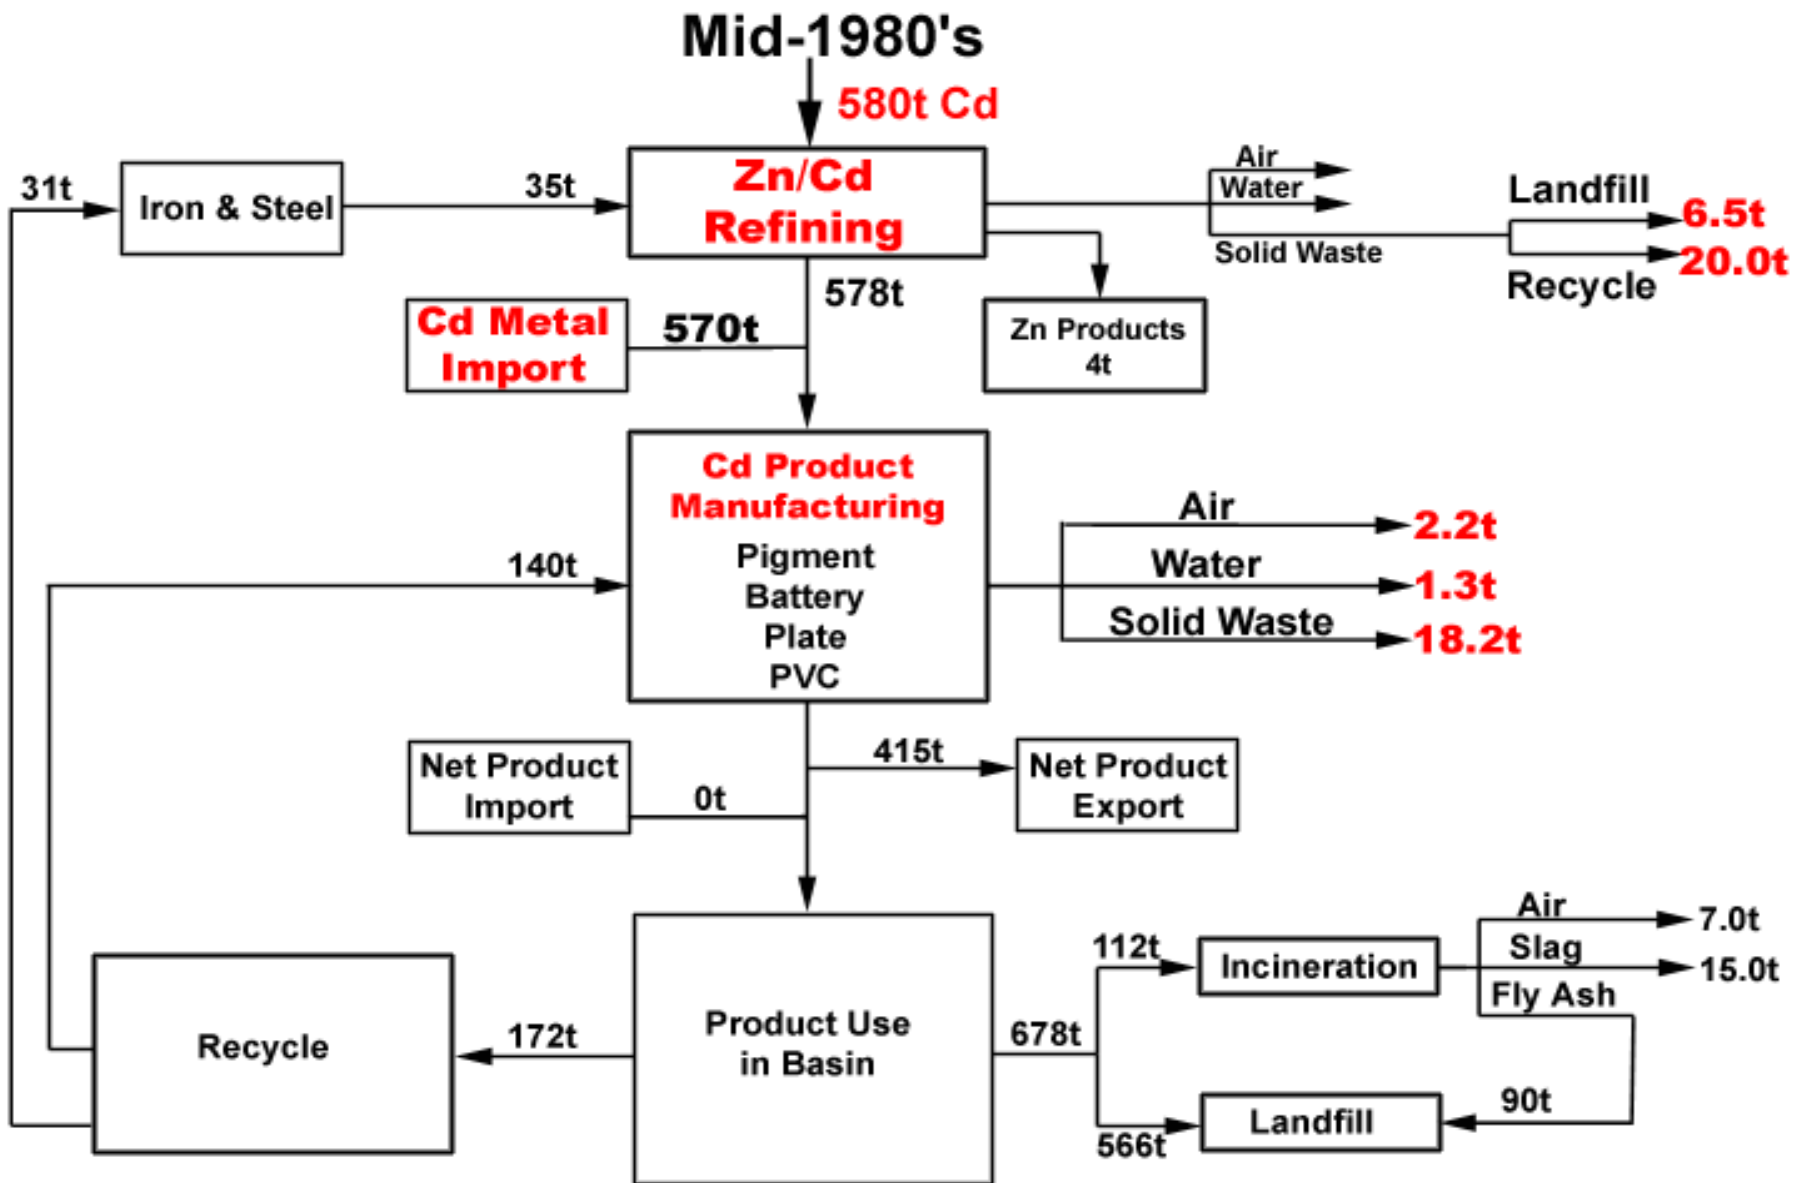 Mid-1980's
580t Cd
31t
Iron & Steel
35t
Zn/Cd
Refining
Air
Water
Solid Waste
Landfill
6.5t
20.0t
Recycle
578t
Cd Metal
Import
570t
Zn Products
4t
Cd Product
Manufacturing
Pigment
Battery
Plate
PVC
140t
Air
2.2t
Water
1.3t
Solid Waste
18.2t
Net Product
Import
0t
415t
Net Product
Export
Recycle
172t
Product Use
in Basin
678t
112t
Incineration
Air
7.0t
Slag
15.0t
Fly Ash
90t
Landfill
566t